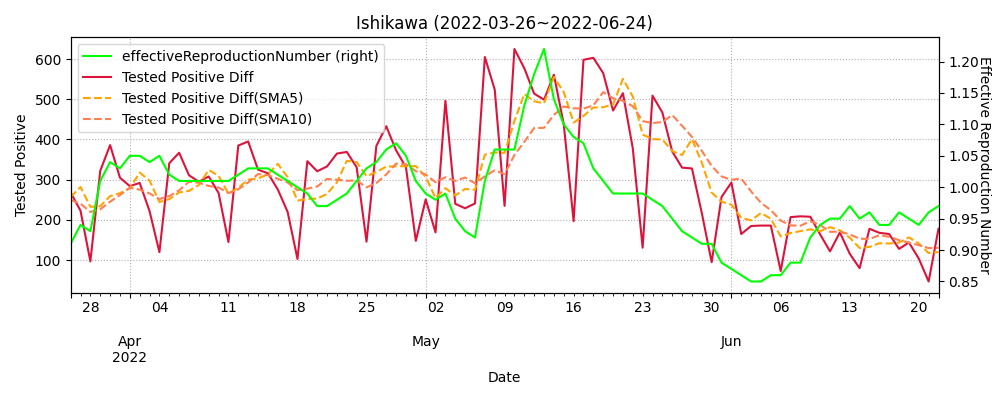 Ishikawa (2022-03-26~2022-06-24)
effectiveReproductionNumber (right)
Tested Positive Diff
Tested Positive Diff(SMA5)
Tested Positive Diff(SMA10)
Tested Positive
600
500
400
300
200
100
Effective Reproduction Number
1.20
1.15
1.10
1.05
1.00
0.95
0.90
0.85
28 04 11 18 25 02 09 16 23 30 06 13 20
Apr May Jun
2022
Date